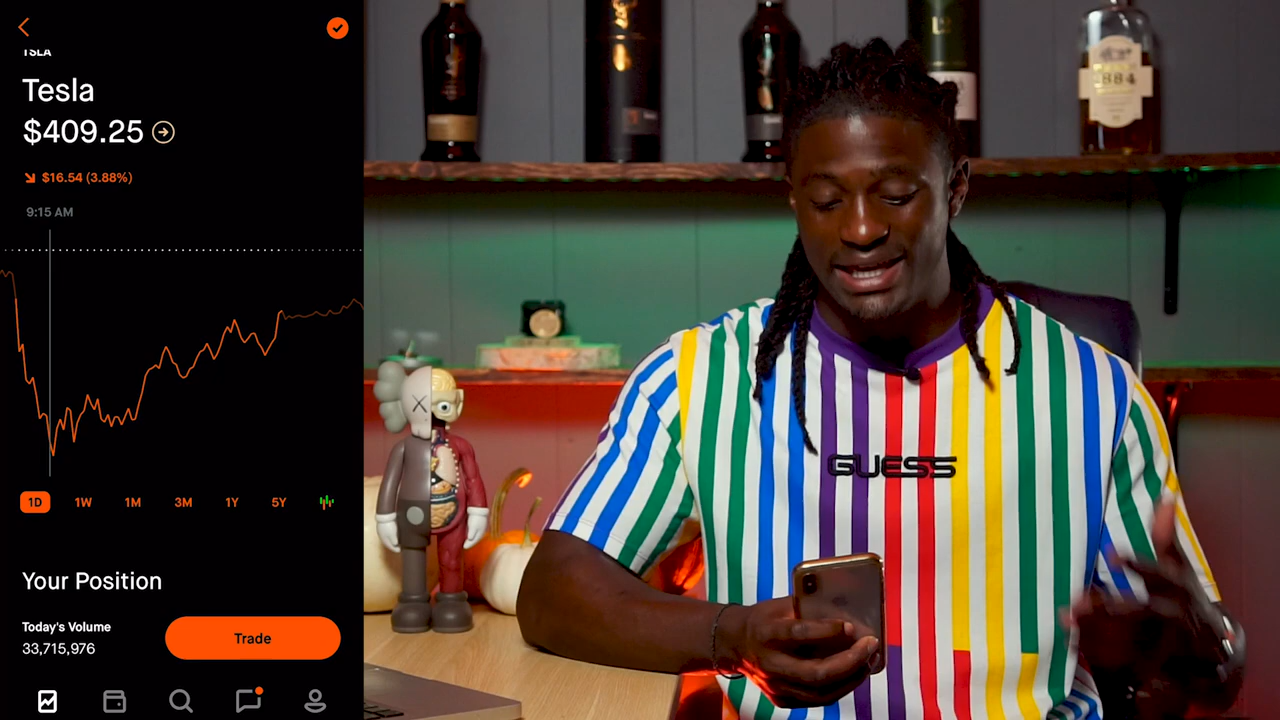 TSLA
Tesla
$409.25
$16.54 (3.88%)
9:15 AM
1D 1W 1M 3M 1Y 5Y
Your Position
Today's Volume
33,715,976
Trade
GUESS
1884